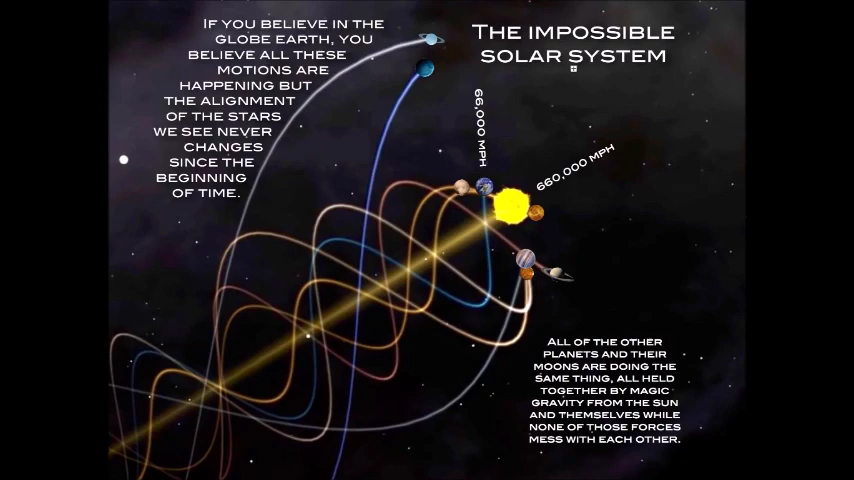 If you believe in the
globe Earth, you
believe all these
motions are
happening but
the alignment
of the stars
we see never
changes
since the
beginning
of time.
The impossible
solar system
66,000 mph
660,000 mph
All of the other
planets and their
moons are doing the
same thing, all held
together by magic
gravity from the sun
and themselves while
none of those forces
mess with each other.